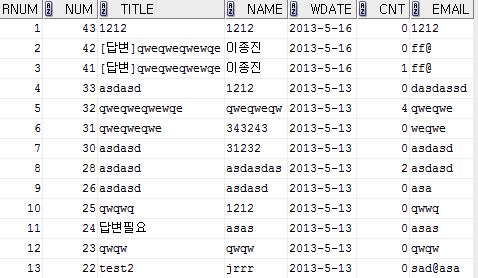 RNUM NUM TITLE NAME WDATE CNT EMAIL
1 43 1212 1212 2013-5-16 0 1212
2 42 [답변]qweqweqwewqe 이종진 2013-5-16 0 ff@
3 41 [답변]qweqweqwewqe 이종진 2013-5-16 1 ff@
4 33 asdasd 1212 2013-5-13 0 dasdassd
5 32 qweqweqwewqe qweqweqw 2013-5-13 4 qweqwe
6 31 qweqweqwe 343243 2013-5-13 0 weqwe
7 30 asdasd 31232 2013-5-13 0 asdasd
8 28 asdasd asdasdas 2013-5-13 2 asdasd
9 26 asdasd asdasd 2013-5-13 0 asa
10 25 qwqwq 1212 2013-5-13 0 qwwq
11 24 답변필요 asas 2013-5-13 0 asas
12 23 qwqw qwqw 2013-5-13 0 qwqw
13 22 test2 jrrr 2013-5-13 0 sad@asa